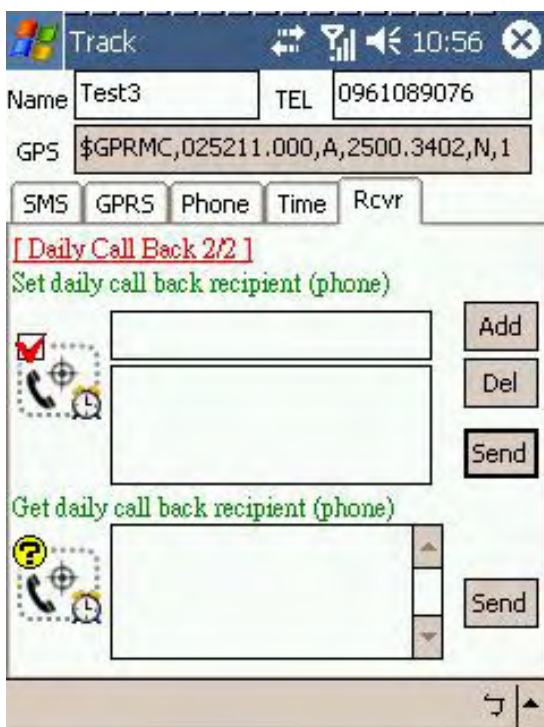 Track 10:56
Name Test3 TEL 0961089076
GPS $GPRMC,025211.000,A,2500.3402,N,1
SMS GPRS Phone Time Rcvr
[ Daily Call Back 2/2 ]
Set daily call back recipient (phone)
Add
Del
Send
Get daily call back recipient (phone)
?
Send
ㄅ